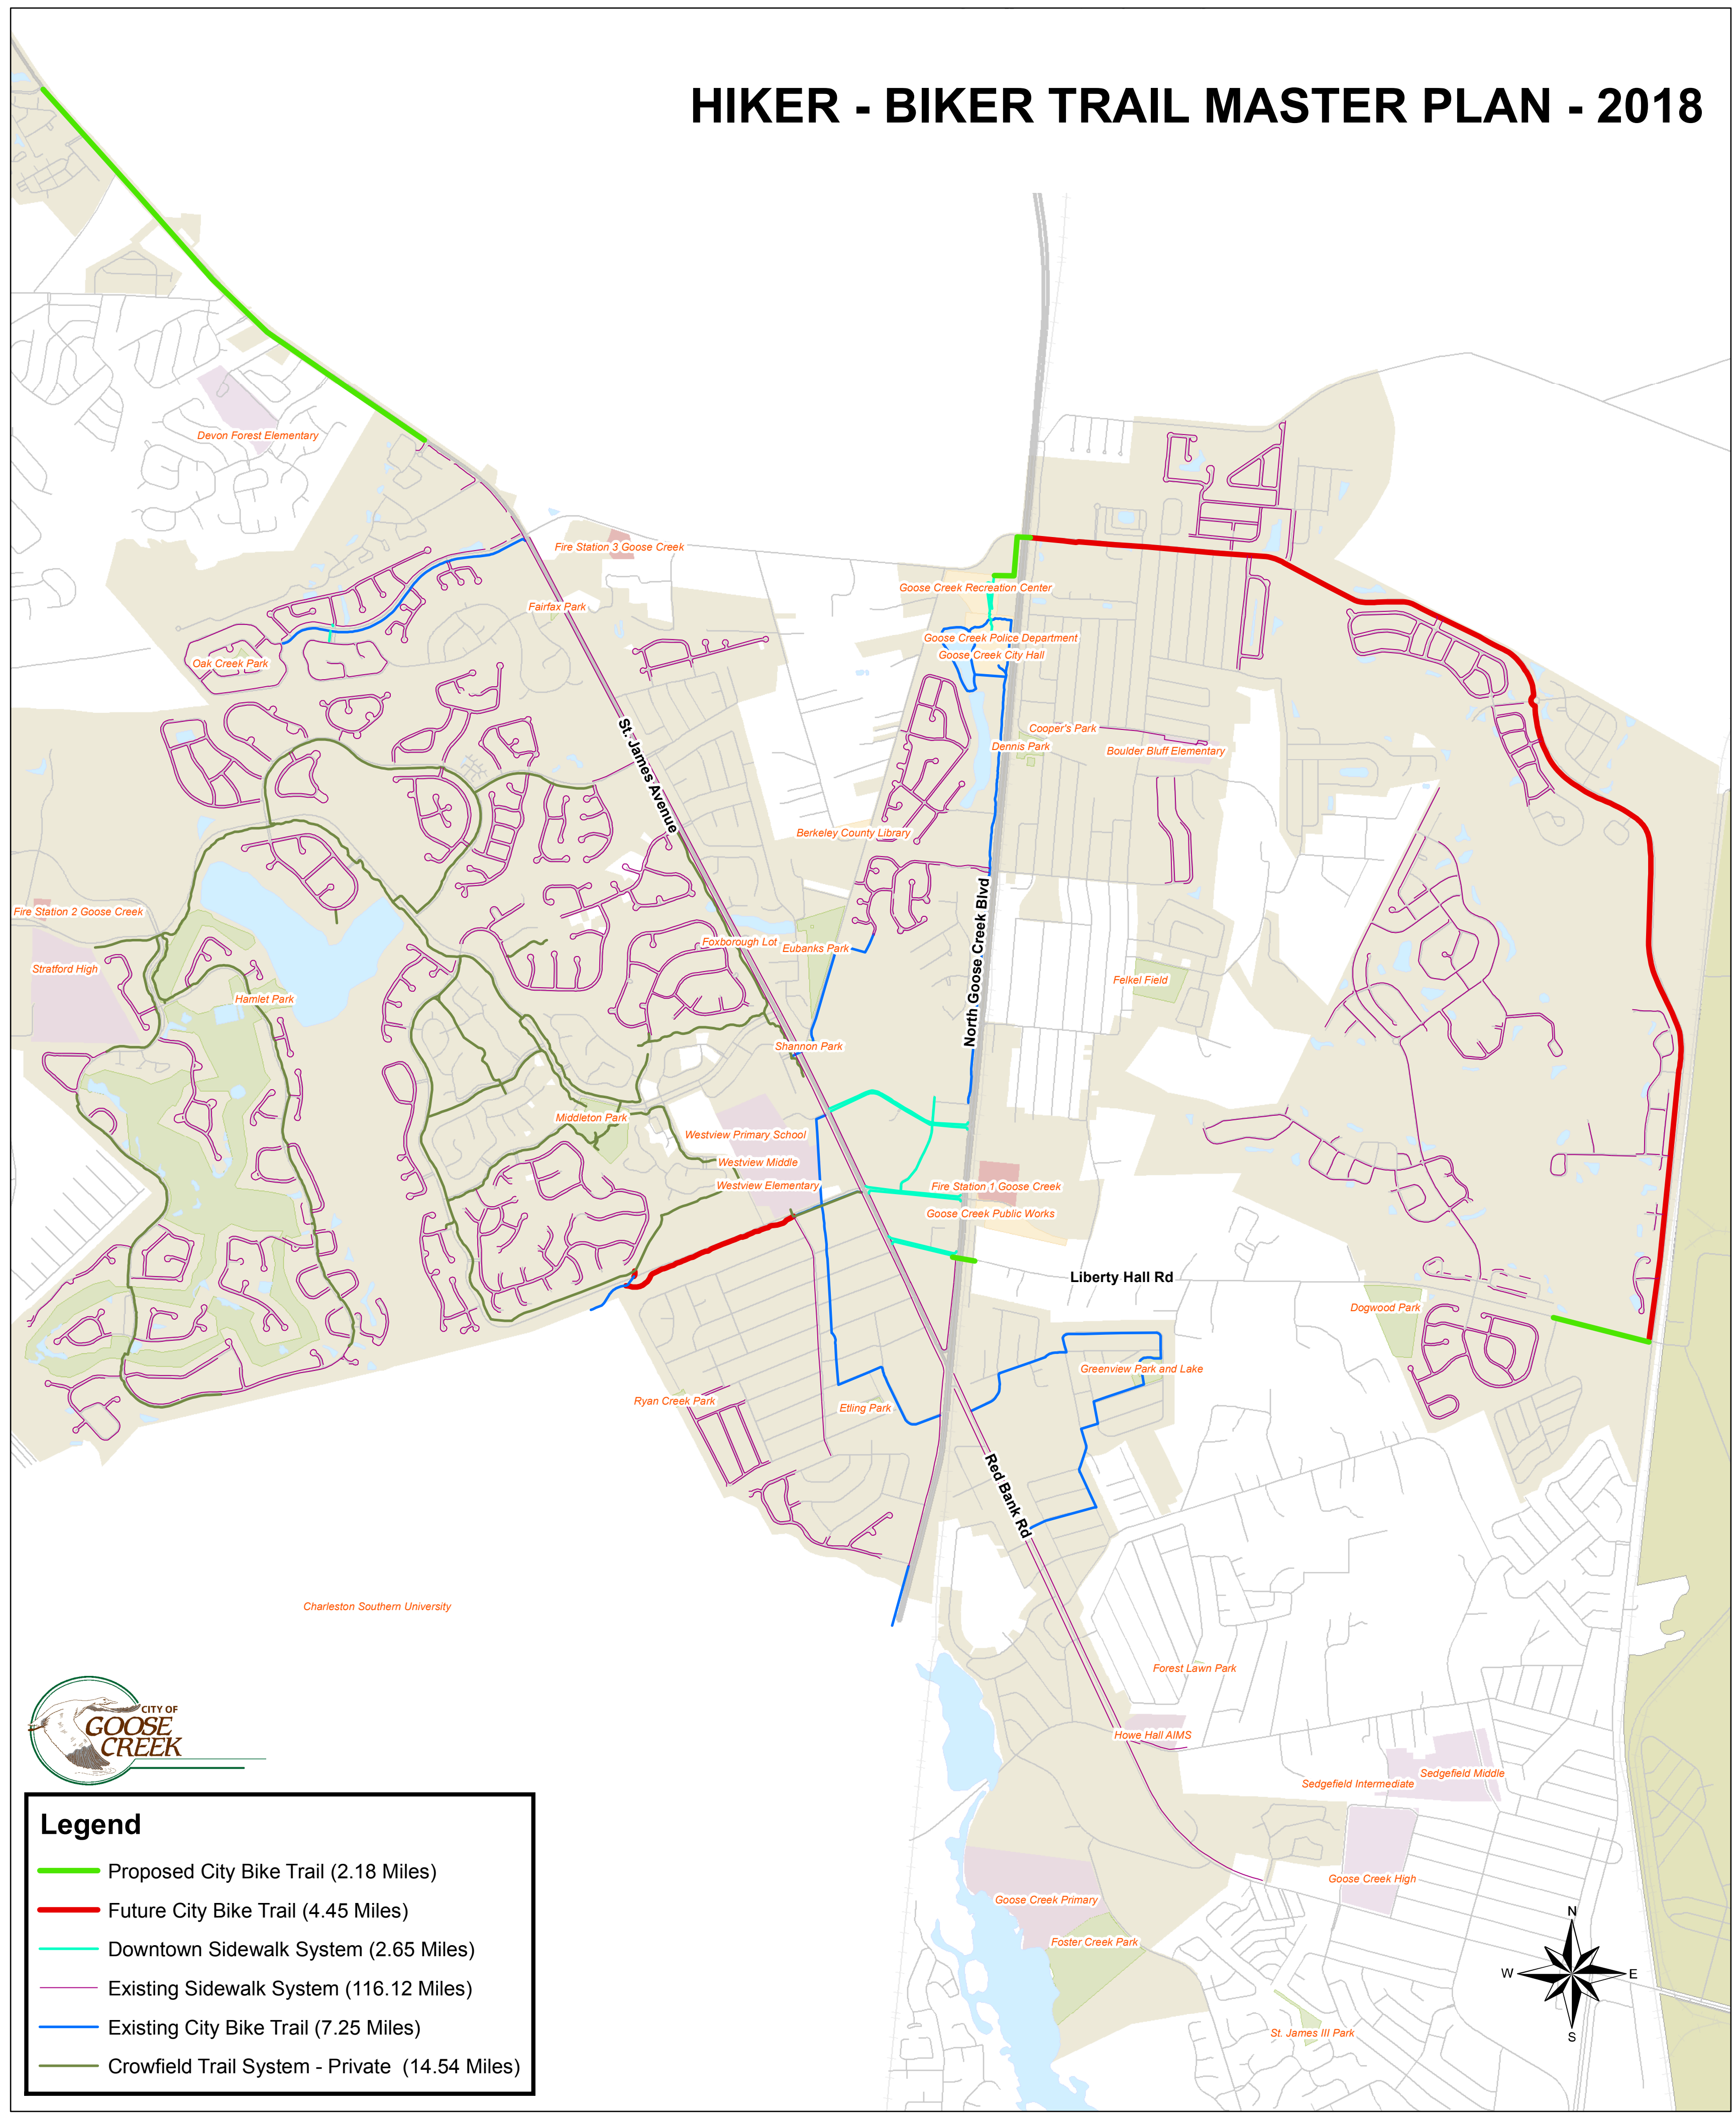 HIKER - BIKER TRAIL MASTER PLAN - 2018
Devon Forest Elementary
Fire Station 3 Goose Creek
Goose Creek Recreation Center
Fairfax Park
Goose Creek Police Department
Goose Creek City Hall
Oak Creek Park
St. James Avenue
Cooper's Park
Dennis Park
Boulder Bluff Elementary
Berkeley County Library
North Goose Creek Blvd
Fire Station 2 Goose Creek
Foxborough Lot
Eubanks Park
Stratford High
Felkel Field
Hamlet Park
Shannon Park
Middleton Park
Westview Primary School
Westview Middle
Westview Elementary
Fire Station 1 Goose Creek
Goose Creek Public Works
Liberty Hall Rd
Dogwood Park
Greenview Park and Lake
Ryan Creek Park
Etling Park
Red Bank Rd
Charleston Southern University
Forest Lawn Park
Howe Hall AIMS
Sedgefield Middle
Sedgefield Intermediate
Goose Creek High
Goose Creek Primary
Foster Creek Park
St. James III Park
CITY OF
GOOSE
CREEK
Legend
Proposed City Bike Trail (2.18 Miles)
Future City Bike Trail (4.45 Miles)
Downtown Sidewalk System (2.65 Miles)
Existing Sidewalk System (116.12 Miles)
Existing City Bike Trail (7.25 Miles)
Crowfield Trail System - Private  (14.54 Miles)
N
W
E
S